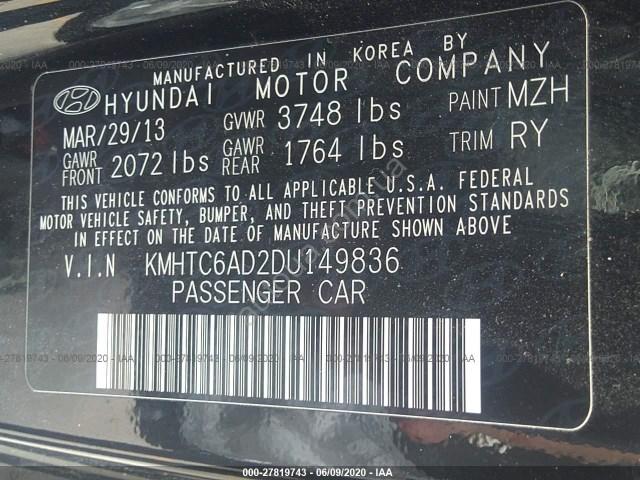 MANUFACTURED IN KOREA BY
HYUNDAI MOTOR COMPANY
MAR/29/13 GVWR 3748 lbs PAINT MZH
GAWR FRONT 2072 lbs GAWR REAR 1764 lbs TRIM RY
THIS VEHICLE CONFORMS TO ALL APPLICABLE U.S.A. FEDERAL
MOTOR VEHICLE SAFETY, BUMPER, AND THEFT PREVENTION STANDARDS
IN EFFECT ON THE DATE OF MANUFACTURE SHOWN ABOVE
V.I.N KMHTC6AD2DU149836
PASSENGER CAR
000-27819743 - 06/09/2020 - IAA